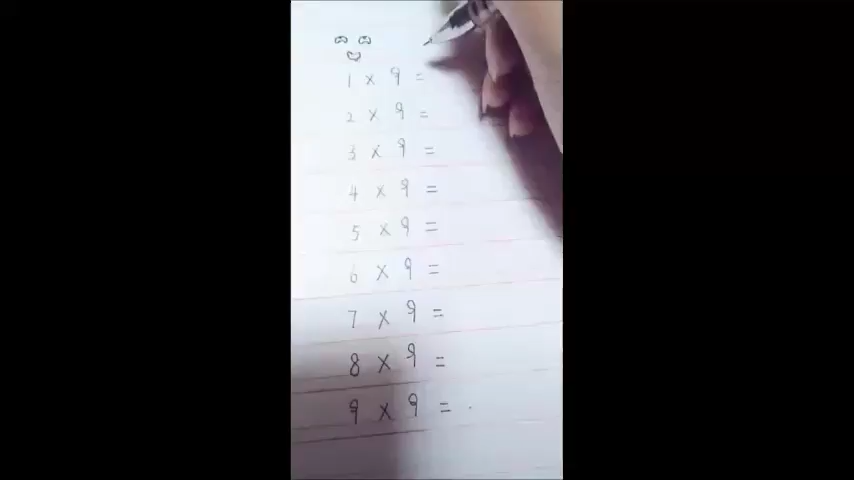 1 x 9 =
2 x 9 =
3 x 9 =
4 x 9 =
5 x 9 =
6 x 9 =
7 x 9 =
8 x 9 =
9 x 9 =